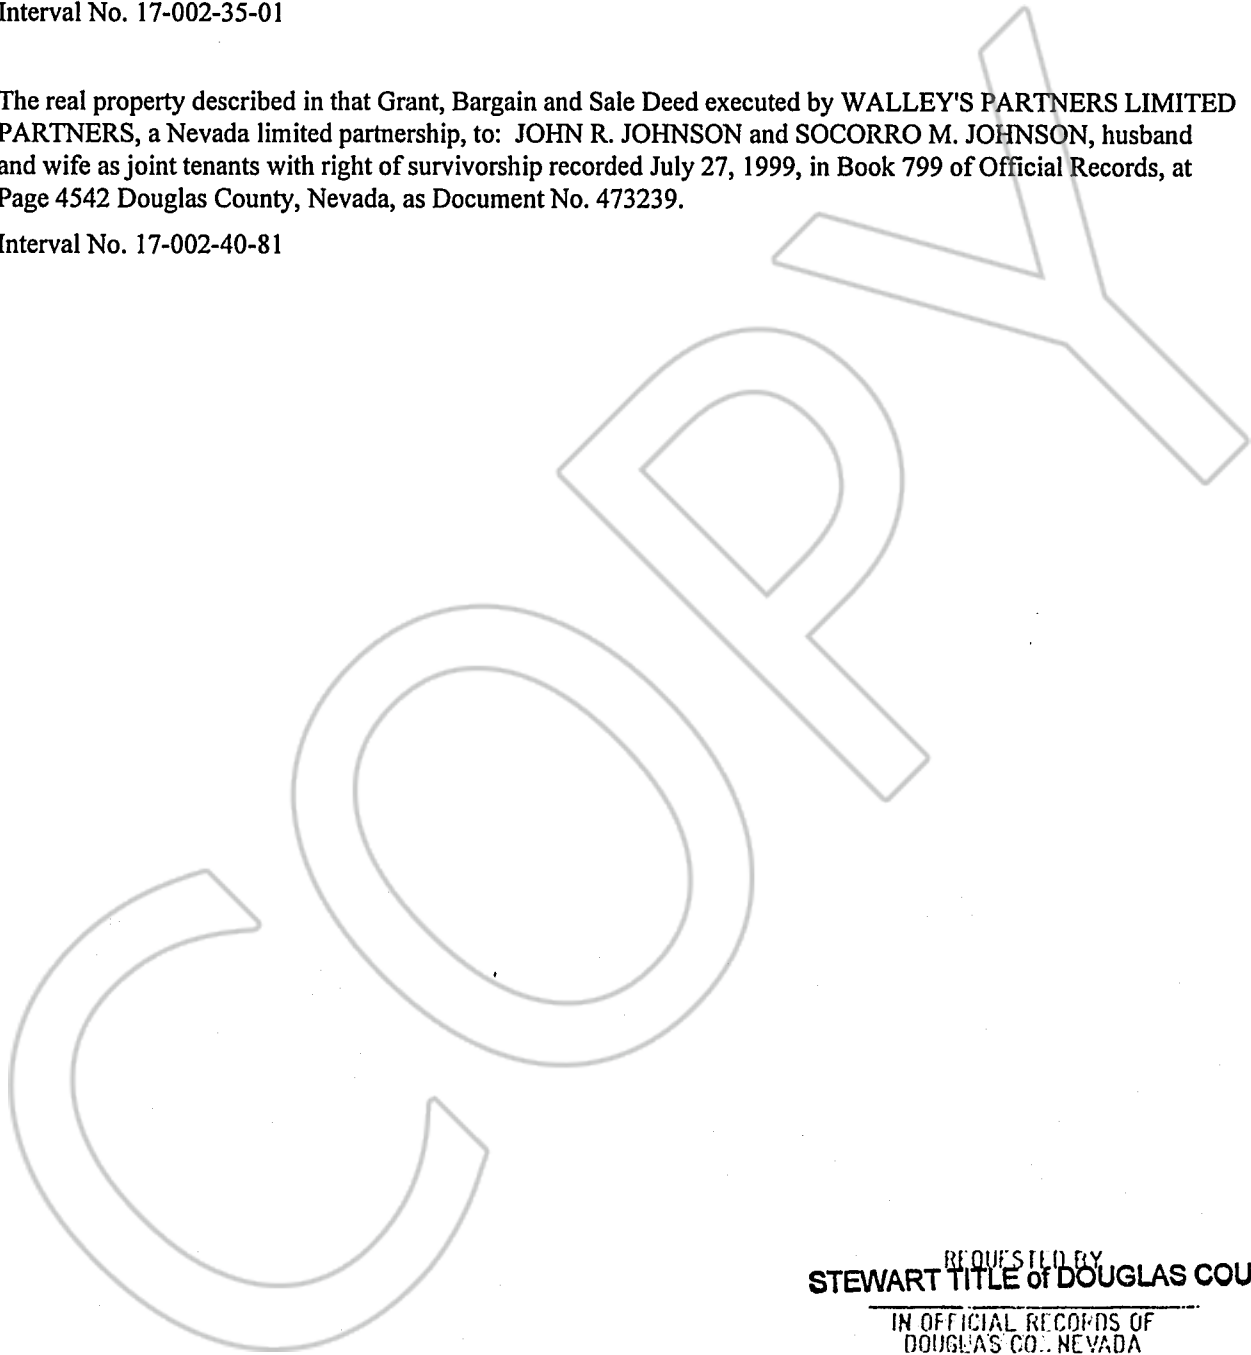 Interval No. 17-002-35-01
The real property described in that Grant, Bargain and Sale Deed executed by WALLEY'S PARTNERS LIMITED
PARTNERS, a Nevada limited partnership, to: JOHN R. JOHNSON and SOCORRO M. JOHNSON, husband
and wife as joint tenants with right of survivorship recorded July 27, 1999, in Book 799 of Official Records, at
Page 4542 Douglas County, Nevada, as Document No. 473239.
Interval No. 17-002-40-81
COPY
REQUESTED BY
STEWART TITLE of DOUGLAS COU
IN OFFICIAL RECORDS OF
DOUGLAS CO., NEVADA